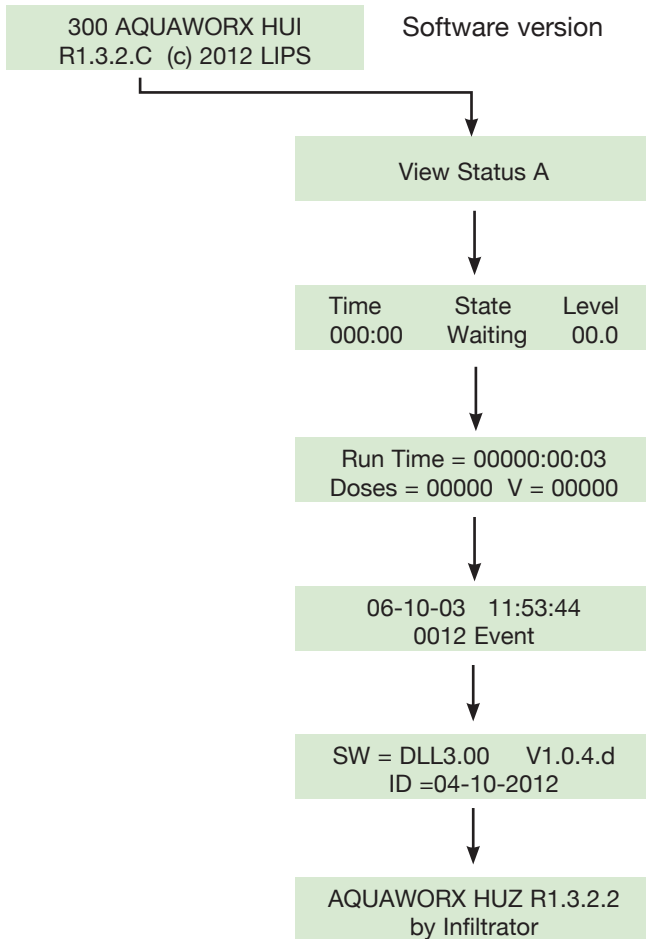 300 AQUAWORX HUI
R1.3.2.C (c) 2012 LIPS
Software version
View Status A
Time State Level
000:00 Waiting 00.0
Run Time = 00000:00:03
Doses = 00000 V = 00000
06-10-03 11:53:44
0012 Event
SW = DLL3.00 V1.0.4.d
ID =04-10-2012
AQUAWORX HUZ R1.3.2.2
by Infiltrator